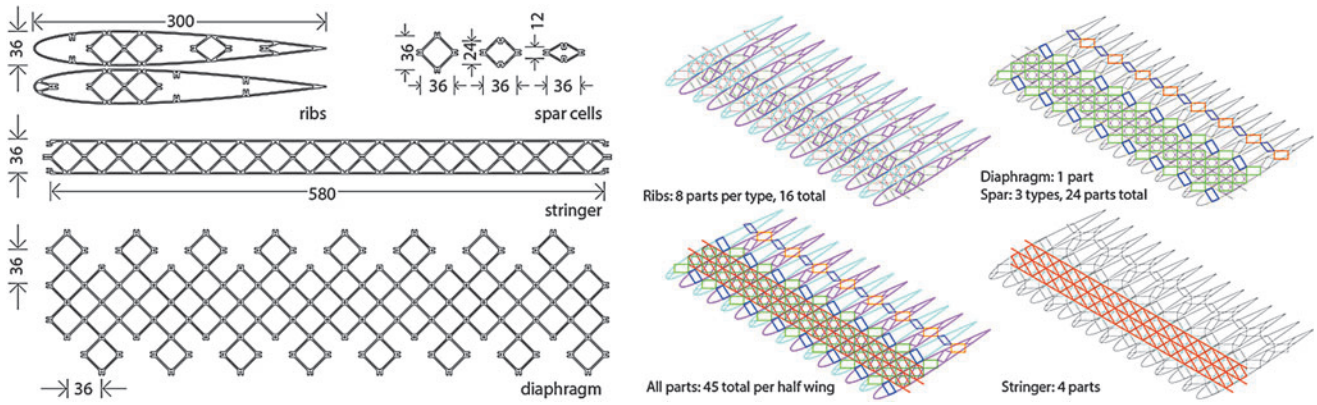 300
36
ribs
36
24
12
36
36
36
spar cells
36
580
stringer
36
36
diaphragm
Ribs: 8 parts per type, 16 total
Diaphragm: 1 part
Spar: 3 types, 24 parts total
All parts: 45 total per half wing
Stringer: 4 parts